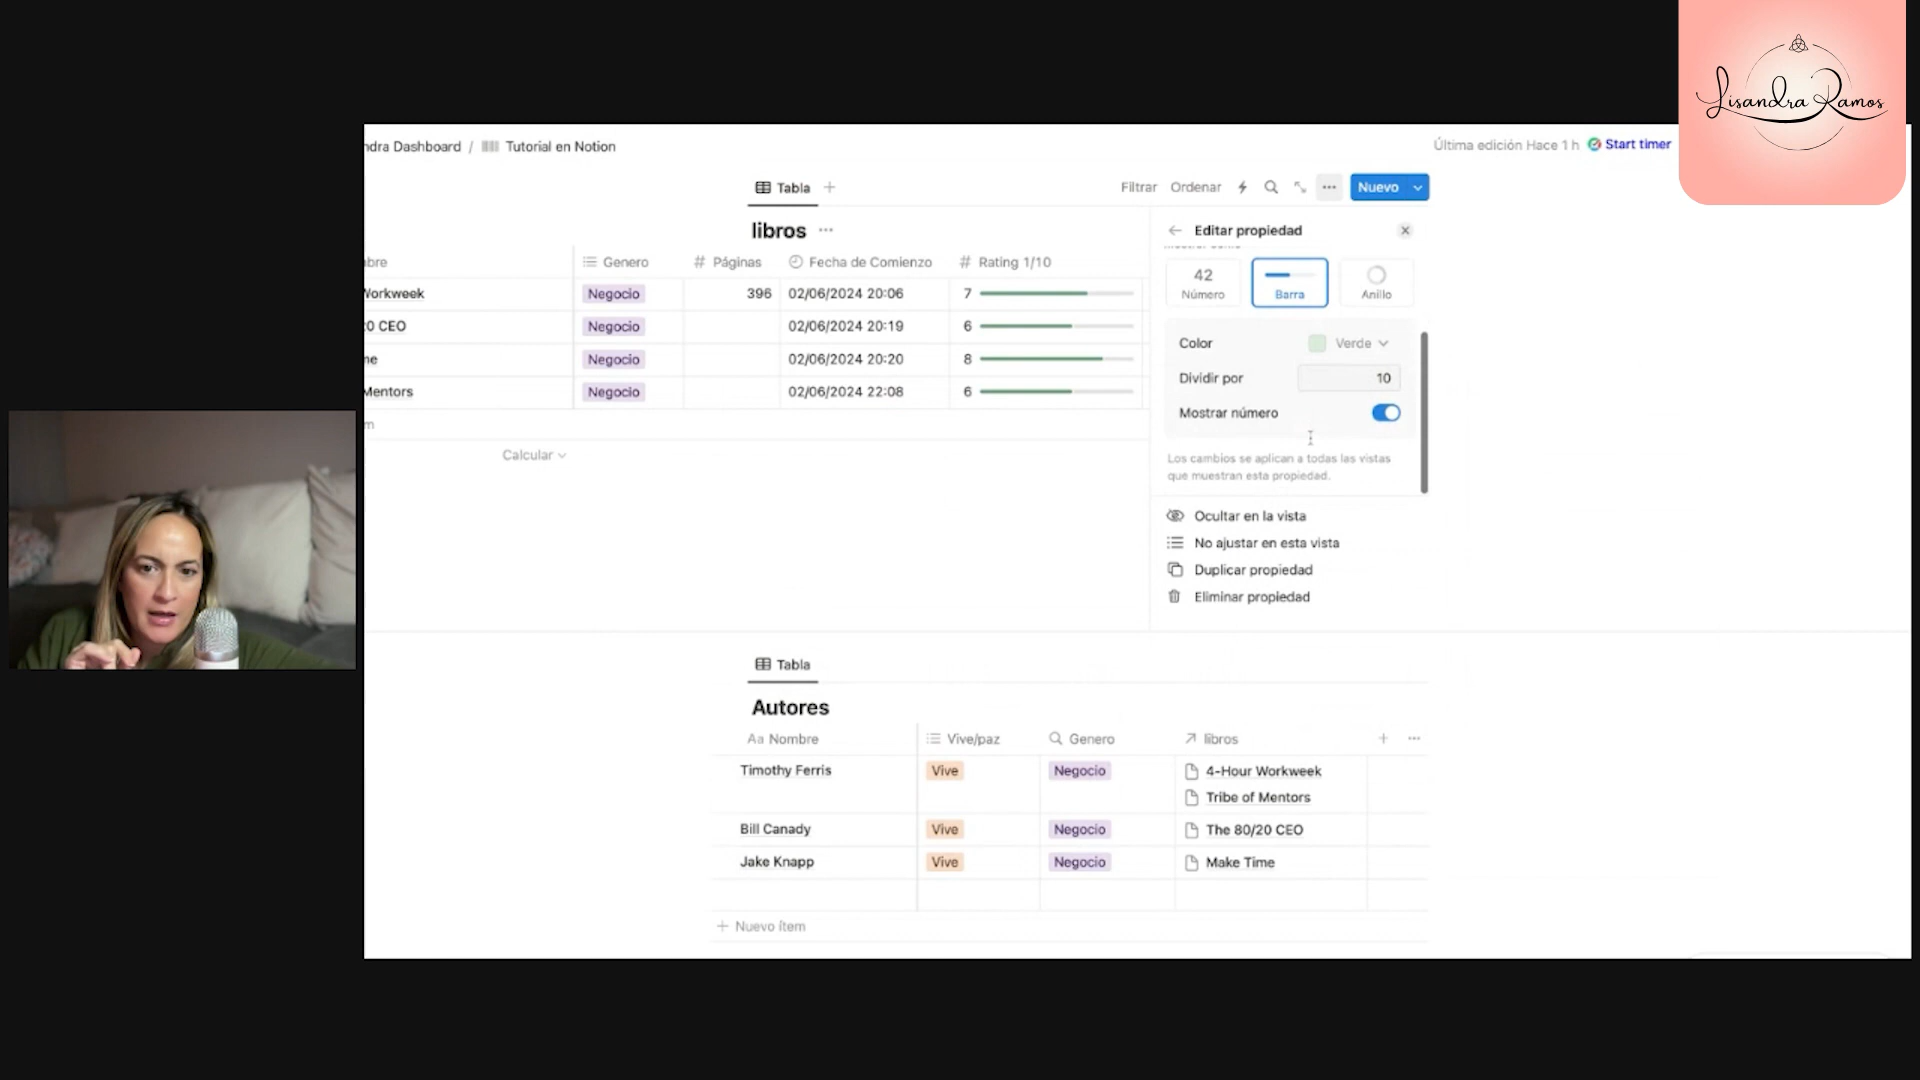 Lisandra Ramos
ndra Dashboard / Tutorial en Notion
Última edición Hace 1 h Start timer
Tabla
Filtrar Ordenar Nuevo
libros
Editar propiedad
bre Genero # Páginas Fecha de Comienzo # Rating 1/10
Workweek Negocio 396 02/06/2024 20:06 7
0 CEO Negocio 02/06/2024 20:19 6
me Negocio 02/06/2024 20:20 8
Mentors Negocio 02/06/2024 22:08 6
m
Calcular
42
Número
Barra
Anillo
Color Verde
Dividir por 10
Mostrar número
Los cambios se aplican a todas las vistas
que muestran esta propiedad.
Ocultar en la vista
No ajustar en esta vista
Duplicar propiedad
Eliminar propiedad
Tabla
Autores
Aa Nombre Vive/paz Genero libros
Timothy Ferris Vive Negocio 4-Hour Workweek
Tribe of Mentors
Bill Canady Vive Negocio The 80/20 CEO
Jake Knapp Vive Negocio Make Time
+ Nuevo ítem